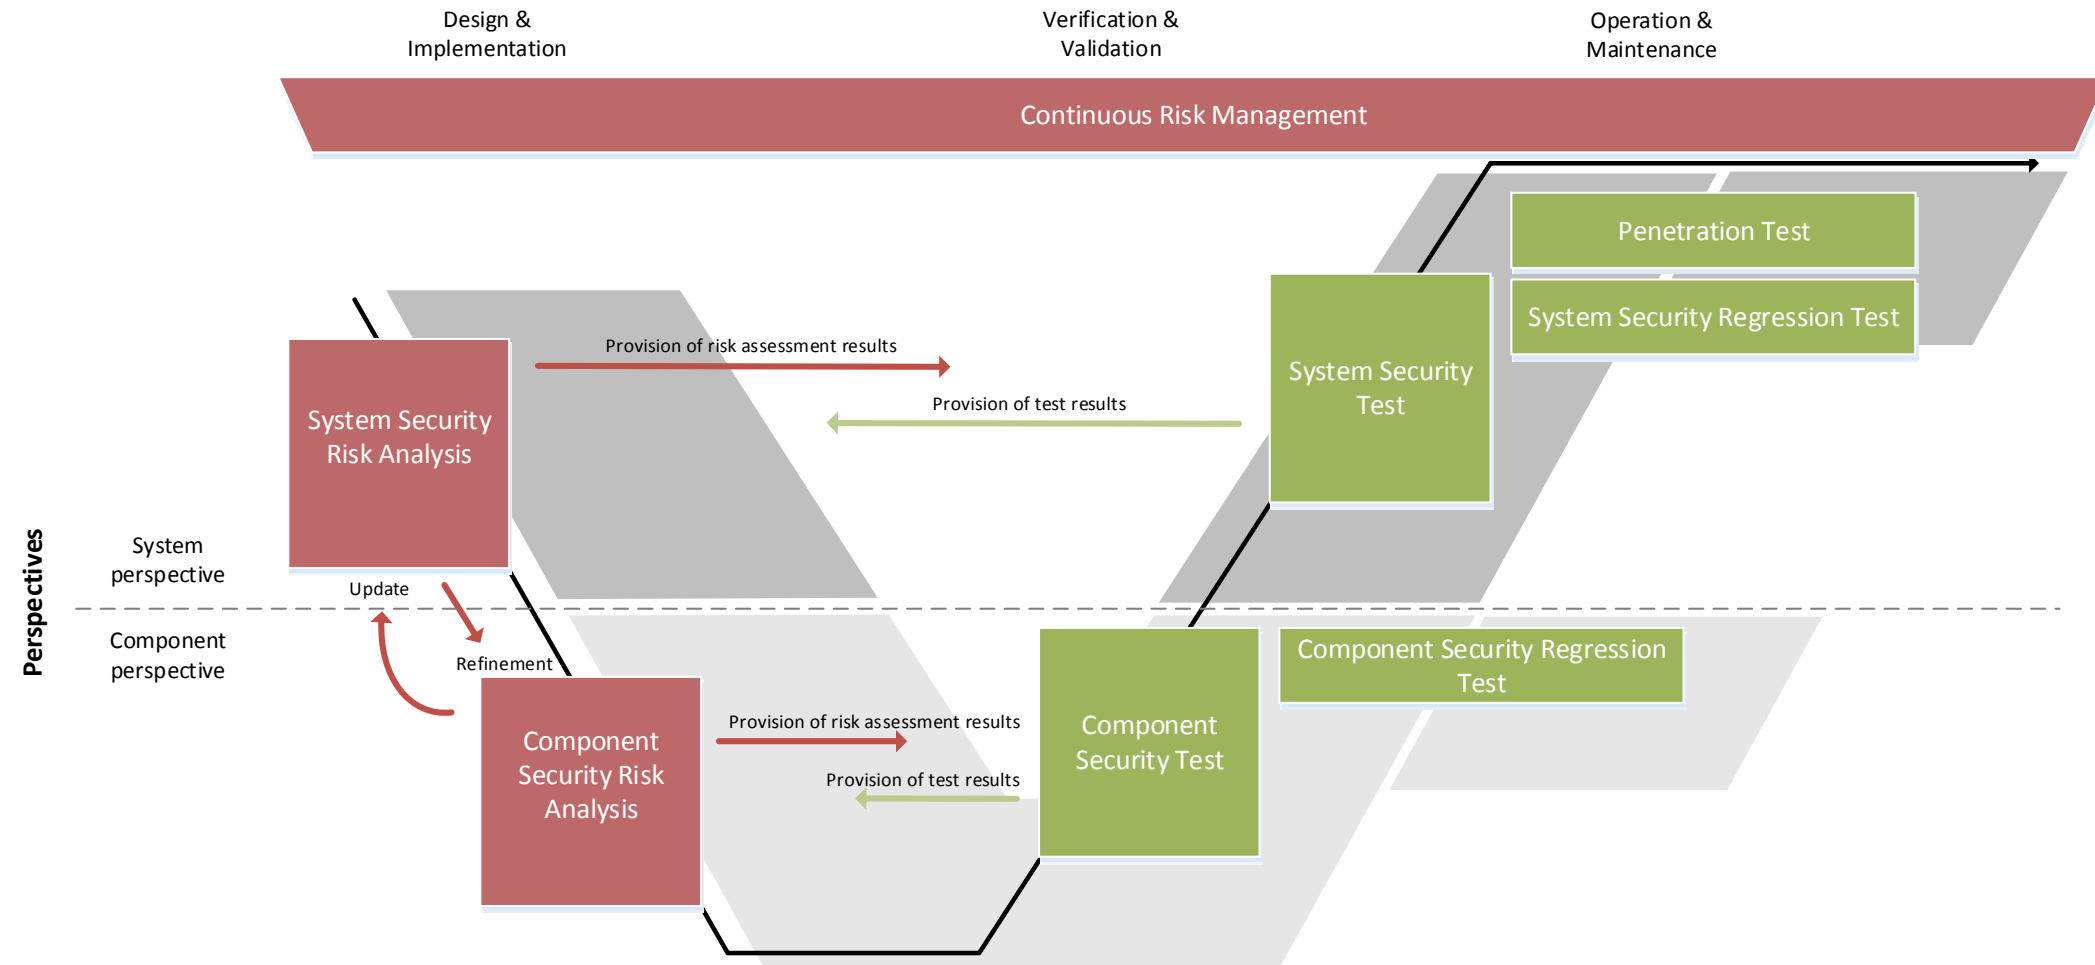 Design &
Implementation
Verification &
Validation
Operation &
Maintenance
Continuous Risk Management
Penetration Test
System Security Regression Test
System Security
Test
Provision of risk assessment results
Provision of test results
System Security
Risk Analysis
Perspectives
System
perspective
Update
Component
perspective
Refinement
Component Security Regression
Test
Provision of risk assessment results
Component
Security Test
Component
Security Risk
Analysis
Provision of test results